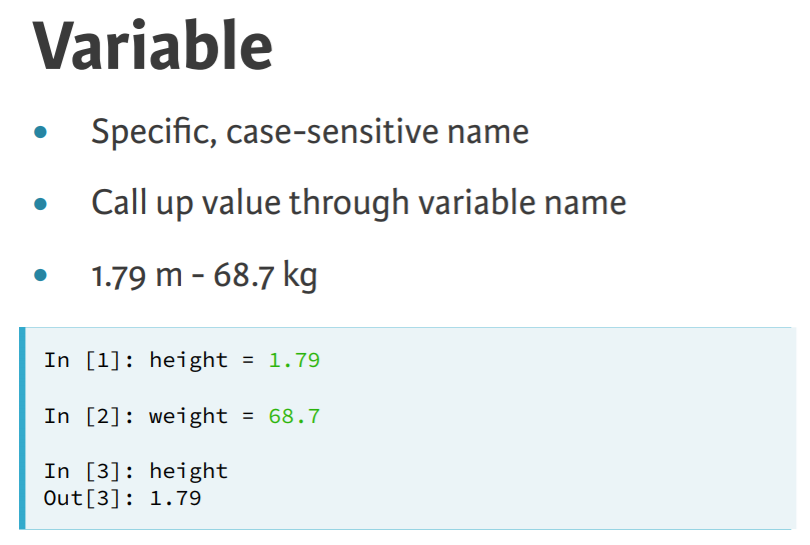 Variable
• Specific, case-sensitive name
• Call up value through variable name
• 1.79 m - 68.7 kg
In [1]: height = 1.79
In [2]: weight = 68.7
In [3]: height
Out[3]: 1.79